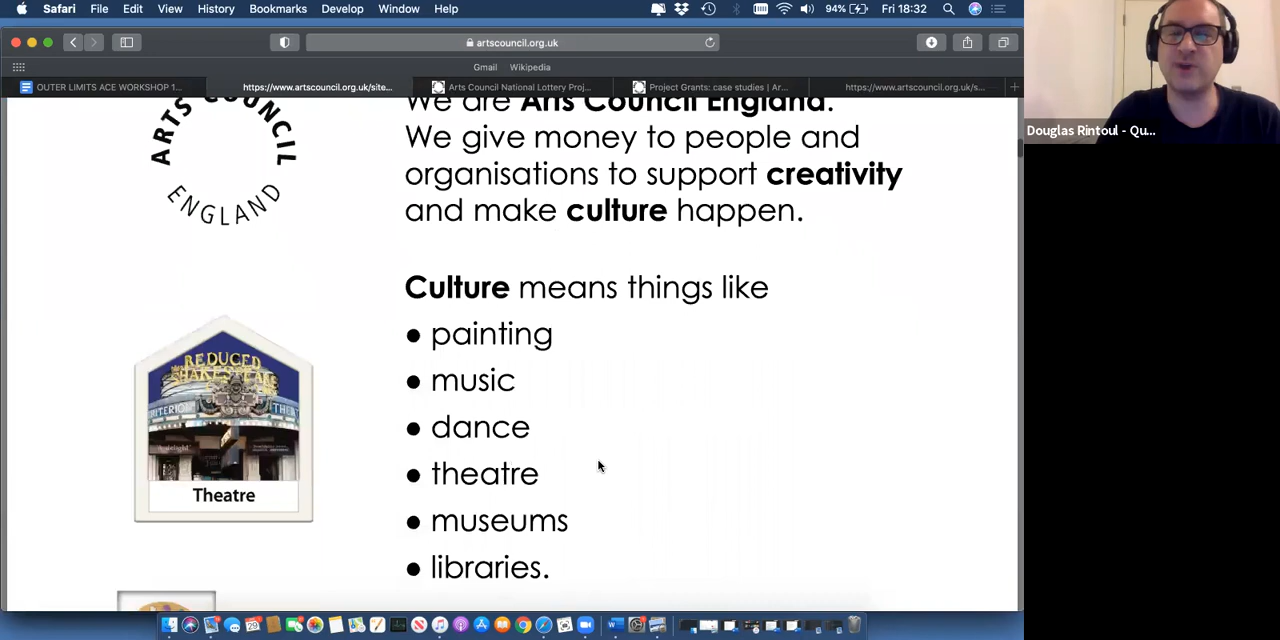 Safari File Edit View History Bookmarks Develop Window Help 94% Fri 18:32
artscouncil.org.uk
Gmail Wikipedia
OUTER LIMITS ACE WORKSHOP 1... https://www.artscouncil.org.uk/site... Arts Council National Lottery Proj... Project Grants: case studies | Ar... https://www.artscouncil.org.uk/s...
Douglas Rintoul - Qu...
ARTS COUNCIL
ENGLAND
We are Arts Council England.
We give money to people and
organisations to support creativity
and make culture happen.
Culture means things like
● painting
● music
● dance
● theatre
● museums
● libraries.
REDUCED
SHAKESPEARE
CRITERION THEATRE
Theatre